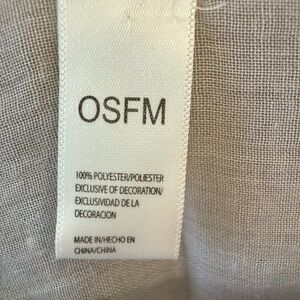 OSFM
100% POLYESTER/POLIESTER
EXCLUSIVE OF DECORATION/
EXCLUSIVIDAD DE LA
DECORACION
MADE IN/HECHO EN
CHINA/CHINA